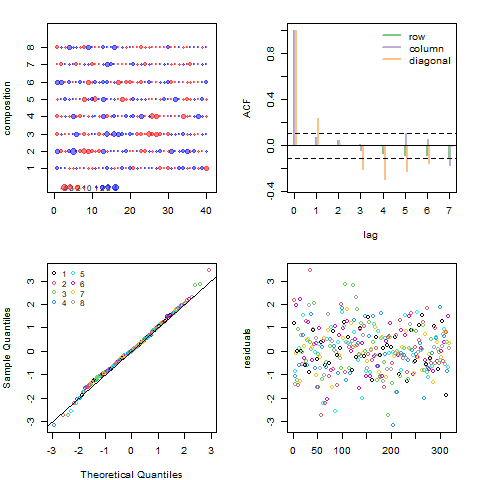 composition
8
7
6
5
4
3
2
1
0 10 20 30 40
ACF
0.0 0.4 0.8
-0.4
row
column
diagonal
0 1 2 3 4 5 6 7
lag
Sample Quantiles
3
2
1
0
-1
-2
-3
1 5
2 6
3 7
4 8
-3 -2 -1 0 1 2 3
Theoretical Quantiles
residuals
3
2
1
0
-1
-2
-3
0 50 100 200 300